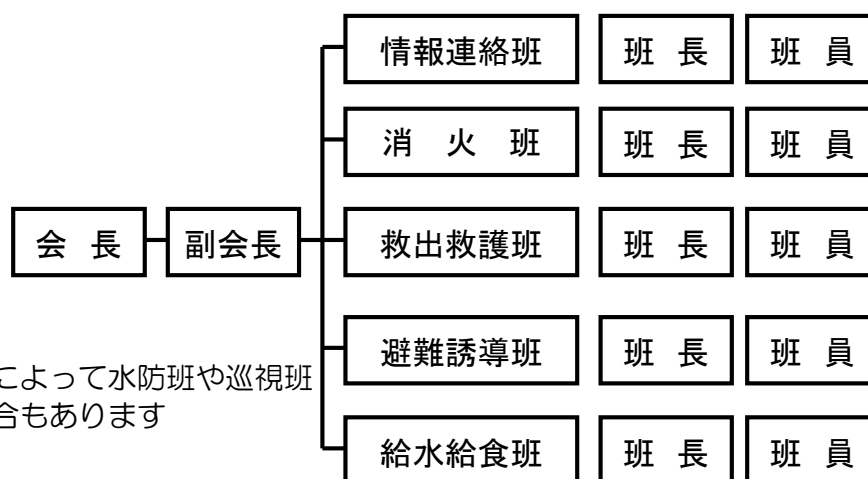 情報連絡班 班 長 班 員
消 火 班 班 長 班 員
会 長 副会長 救出救護班 班 長 班 員
避難誘導班 班 長 班 員
によって水防班や巡視班
合もあります
給水給食班 班 長 班 員